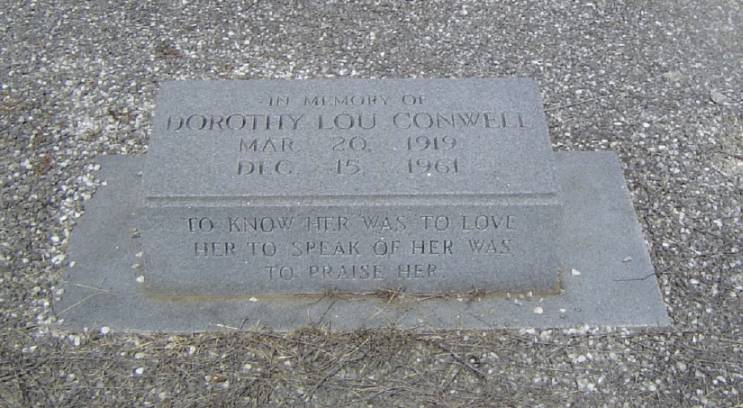 IN MEMORY OF
DOROTHY LOU CONWELL
MAR. 20, 1919
DEC. 15, 1961
TO KNOW HER WAS TO LOVE
HER TO SPEAK OF HER WAS
TO PRAISE HER